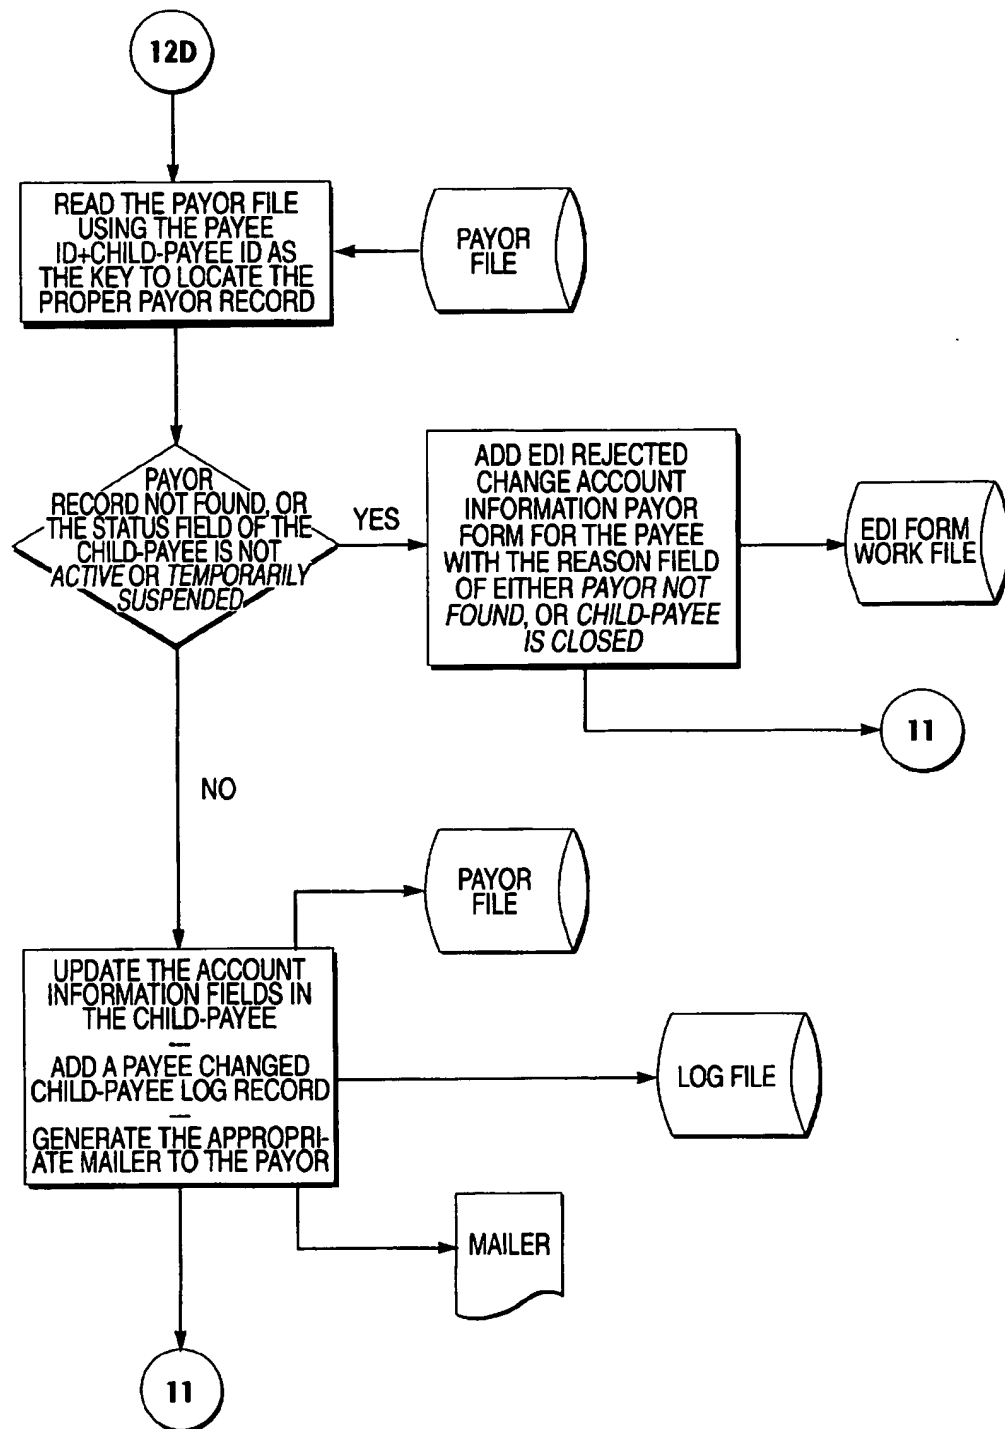 12D
READ THE PAYOR FILE
USING THE PAYEE
ID+CHILD-PAYEE ID AS
THE KEY TO LOCATE THE
PROPER PAYOR RECORD
PAYOR
FILE
PAYOR
RECORD NOT FOUND, OR
THE STATUS FIELD OF THE
CHILD-PAYEE IS NOT
ACTIVE OR TEMPORARILY
SUSPENDED
YES
ADD EDI REJECTED
CHANGE ACCOUNT
INFORMATION PAYOR
FORM FOR THE PAYEE
WITH THE REASON FIELD
OF EITHER PAYOR NOT
FOUND, OR CHILD-PAYEE
IS CLOSED
EDI FORM
WORK FILE
11
NO
PAYOR
FILE
UPDATE THE ACCOUNT
INFORMATION FIELDS IN
THE CHILD-PAYEE
—
ADD A PAYEE CHANGED
CHILD-PAYEE LOG RECORD
—
GENERATE THE APPROPRI-
ATE MAILER TO THE PAYOR
LOG FILE
MAILER
11